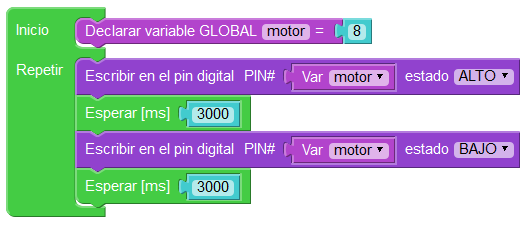 Inicio Declarar variable GLOBAL motor = 8
Repetir Escribir en el pin digital PIN# Var motor estado ALTO
Esperar [ms] 3000
Escribir en el pin digital PIN# Var motor estado BAJO
Esperar [ms] 3000